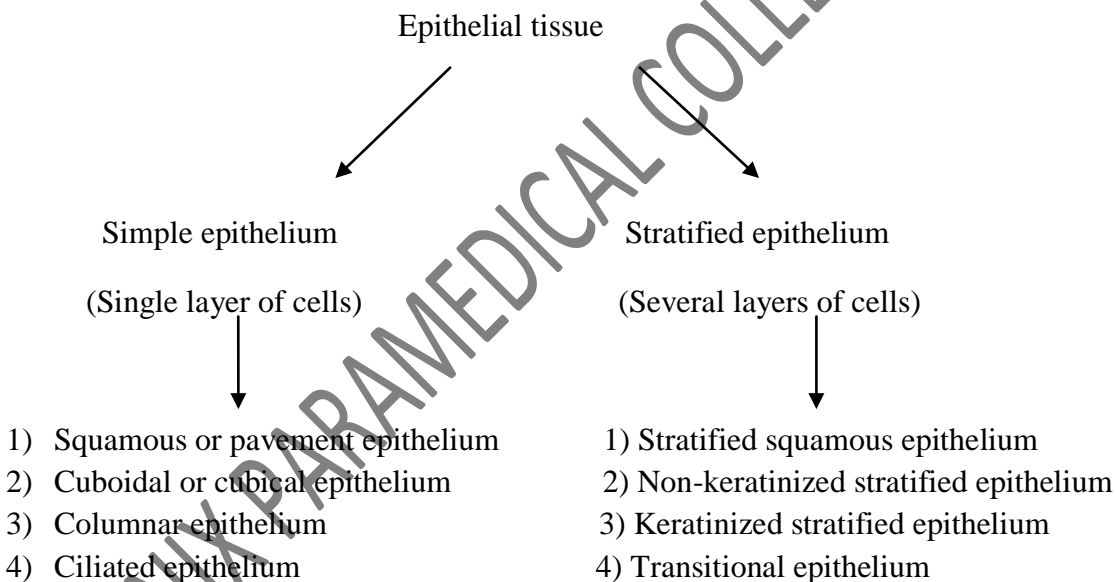 Epithelial tissue
Simple epithelium
(Single layer of cells)
1) Squamous or pavement epithelium
2) Cuboidal or cubical epithelium
3) Columnar epithelium
4) Ciliated epithelium
Stratified epithelium
(Several layers of cells)
1) Stratified squamous epithelium
2) Non-keratinized stratified epithelium
3) Keratinized stratified epithelium
4) Transitional epithelium
PARAMEDICAL